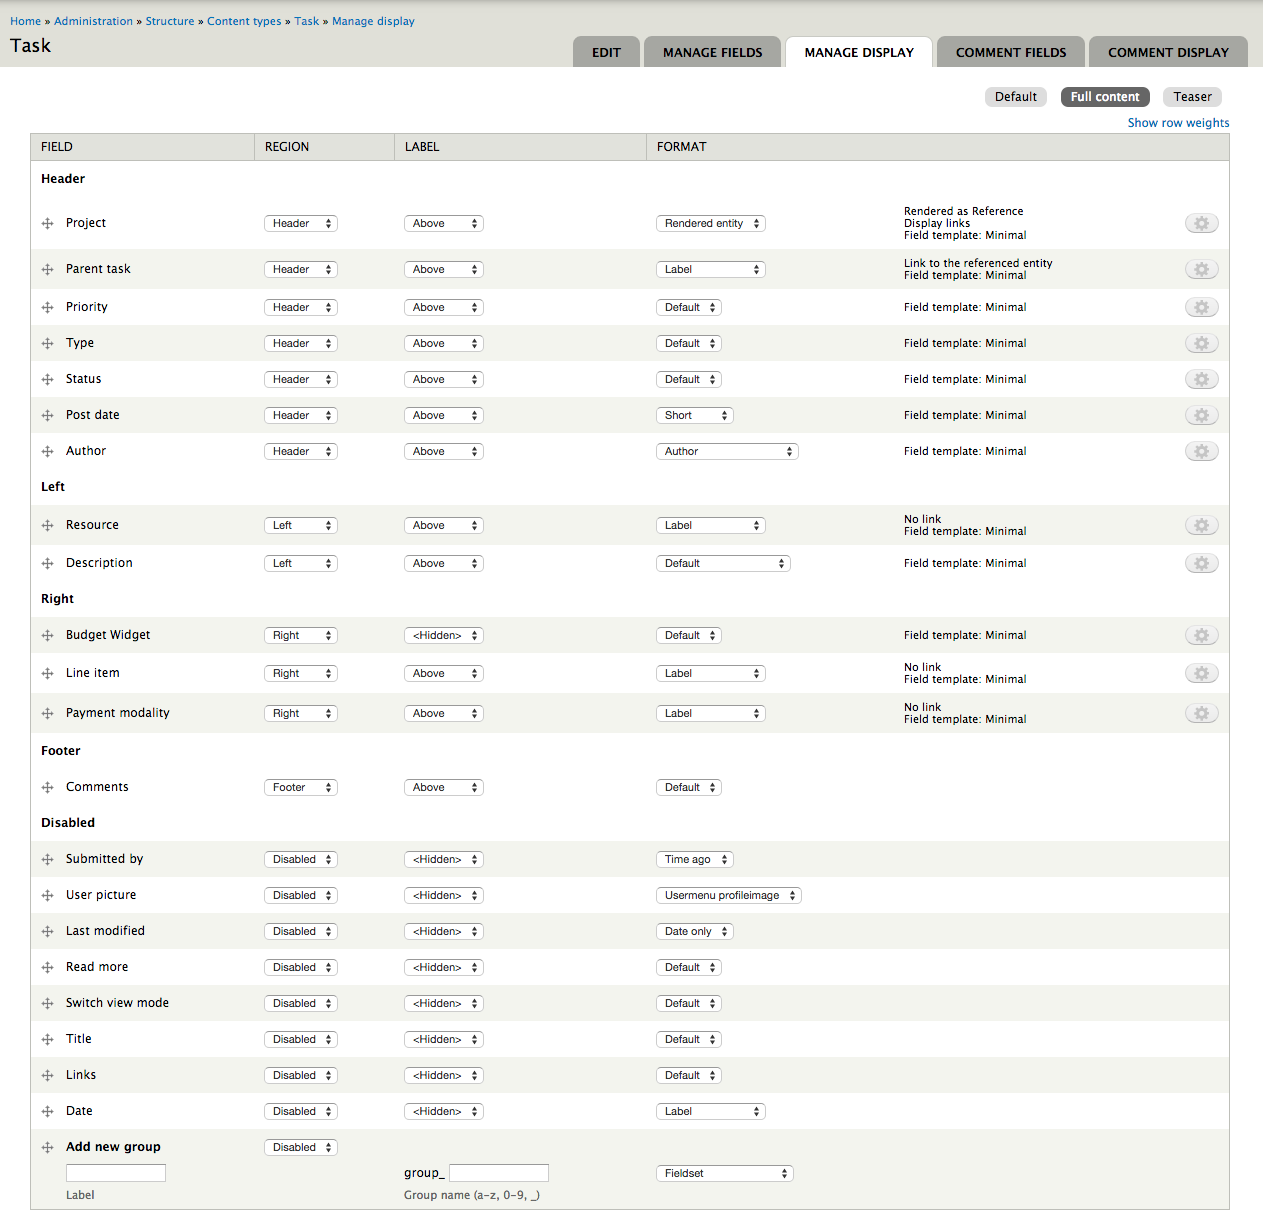 Home » Administration » Structure » Content types » Task » Manage display
Task
EDIT MANAGE FIELDS MANAGE DISPLAY COMMENT FIELDS COMMENT DISPLAY
Default Full content Teaser
Show row weights
FIELD REGION LABEL FORMAT
Header
Project Header Above Rendered entity Rendered as Reference
Display links
Field template: Minimal
Parent task Header Above Label Link to the referenced entity
Field template: Minimal
Priority Header Above Default Field template: Minimal
Type Header Above Default Field template: Minimal
Status Header Above Default Field template: Minimal
Post date Header Above Short Field template: Minimal
Author Header Above Author Field template: Minimal
Left
Resource Left Above Label No link
Field template: Minimal
Description Left Above Default Field template: Minimal
Right
Budget Widget Right <Hidden> Default Field template: Minimal
Line item Right Above Label No link
Field template: Minimal
Payment modality Right Above Label No link
Field template: Minimal
Footer
Comments Footer Above Default
Disabled
Submitted by Disabled <Hidden> Time ago
User picture Disabled <Hidden> Usermenu profileimage
Last modified Disabled <Hidden> Date only
Read more Disabled <Hidden> Default
Switch view mode Disabled <Hidden> Default
Title Disabled <Hidden> Default
Links Disabled <Hidden> Default
Date Disabled <Hidden> Label
Add new group Disabled
group_ Fieldset
Label Group name (a-z, 0-9, _)